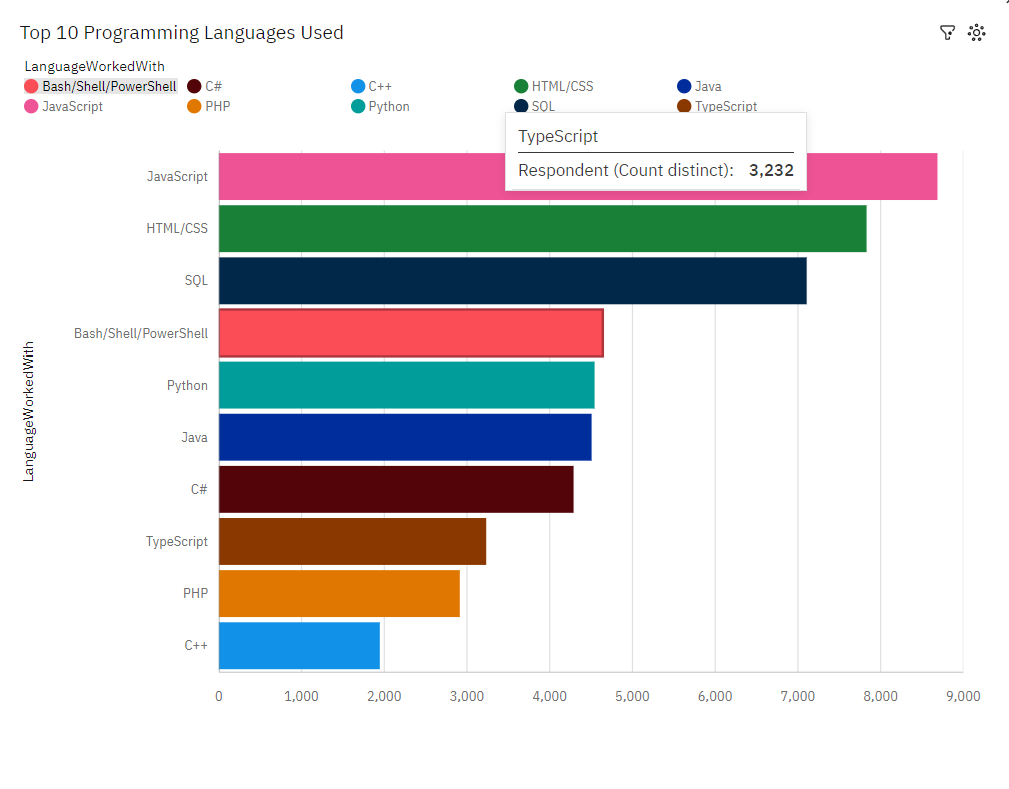 Top 10 Programming Languages Used
LanguageWorkedWith
Bash/Shell/PowerShell C# C++ HTML/CSS Java
JavaScript PHP Python SQL TypeScript
TypeScript
Respondent (Count distinct): 3,232
LanguageWorkedWith
JavaScript
HTML/CSS
SQL
Bash/Shell/PowerShell
Python
Java
C#
TypeScript
PHP
C++
0 1,000 2,000 3,000 4,000 5,000 6,000 7,000 8,000 9,000